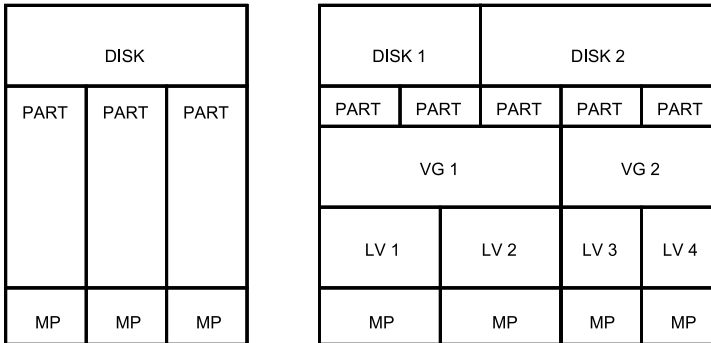 DISK
PART PART PART
MP MP MP
DISK 1 DISK 2
PART PART PART PART PART
VG 1 VG 2
LV 1 LV 2 LV 3 LV 4
MP MP MP MP